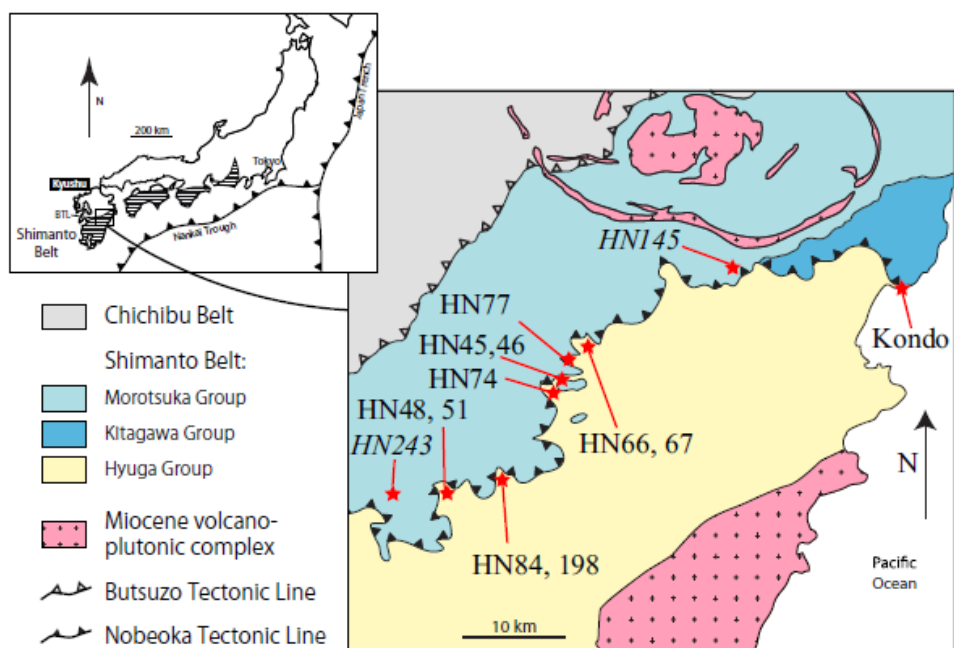 N
200 km
Japan Trench
Tokyo
Kyushu
BTL
Shimanto
Belt
Nankai Trough
Chichibu Belt
Shimanto Belt:
Morotsuka Group
Kitagawa Group
Hyuga Group
Miocene volcano-
plutonic complex
Butsuzo Tectonic Line
Nobeoka Tectonic Line
HN145
HN77
HN45,46
HN74
HN48, 51
HN243
Kondo
HN66, 67
HN84, 198
N
Pacific
Ocean
10 km